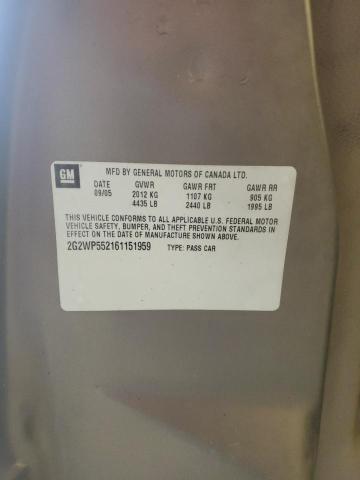 GM
MFD BY GENERAL MOTORS OF CANADA LTD.
DATE GVWR GAWR FRT GAWR RR
09/05 2012 KG 1107 KG 905 KG
4435 LB 2440 LB 1995 LB
THIS VEHICLE CONFORMS TO ALL APPLICABLE U.S. FEDERAL MOTOR
VEHICLE SAFETY, BUMPER, AND THEFT PREVENTION STANDARDS IN
EFFECT ON THE DATE OF MANUFACTURE SHOWN ABOVE.
2G2WP552161151959 TYPE: PASS CAR